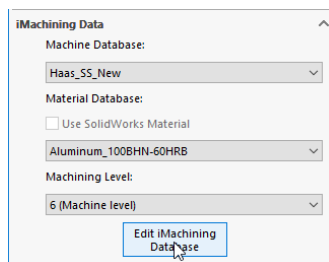 iMachining Data
Machine Database:
Haas_SS_New
Material Database:
Use SolidWorks Material
Aluminum_100BHN-60HRB
Machining Level:
6 (Machine level)
Edit iMachining
Database